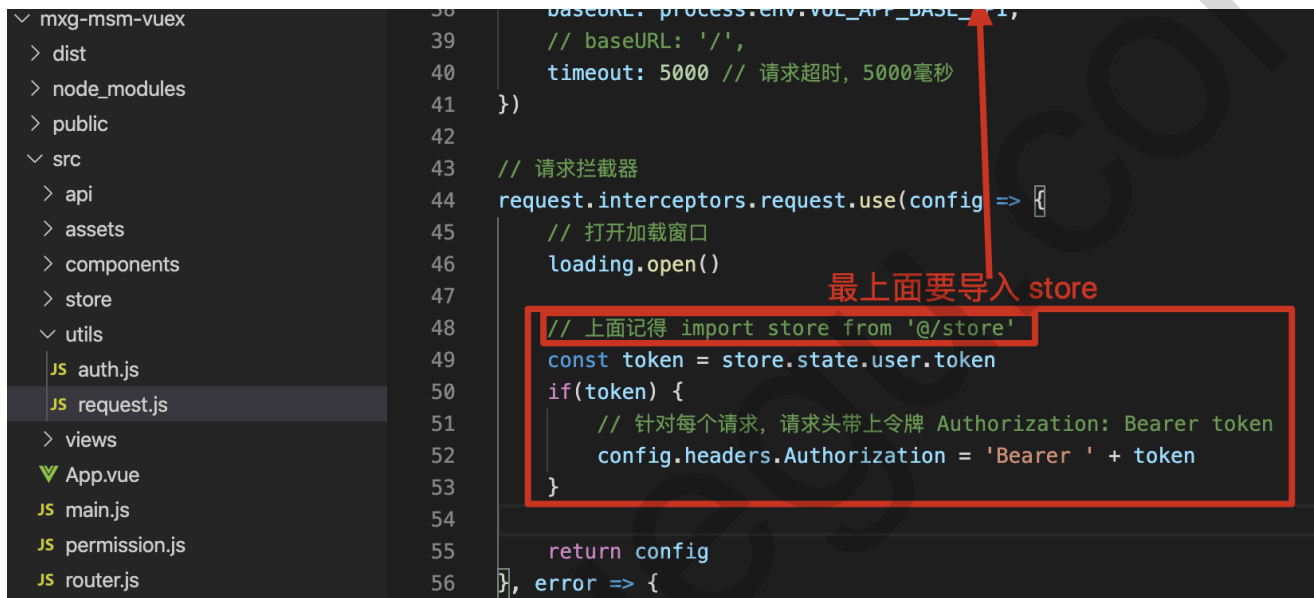 mxg-msm-vuex
dist
node_modules
public
src
api
assets
components
store
utils
JS auth.js
JS request.js
views
App.vue
JS main.js
JS permission.js
JS router.js
38 baseURL: process.env.VUE_APP_BASE_API,
39 // baseURL: '/',
40 timeout: 5000 // 请求超时，5000毫秒
41 })
42
43 // 请求拦截器
44 request.interceptors.request.use(config => {
45 // 打开加载窗口
46 loading.open()
最上面要导入 store
47
48 // 上面记得 import store from '@/store'
49 const token = store.state.user.token
50 if(token) {
51 // 针对每个请求，请求头带上令牌 Authorization: Bearer token
52 config.headers.Authorization = 'Bearer ' + token
53 }
54
55 return config
56 }, error => {